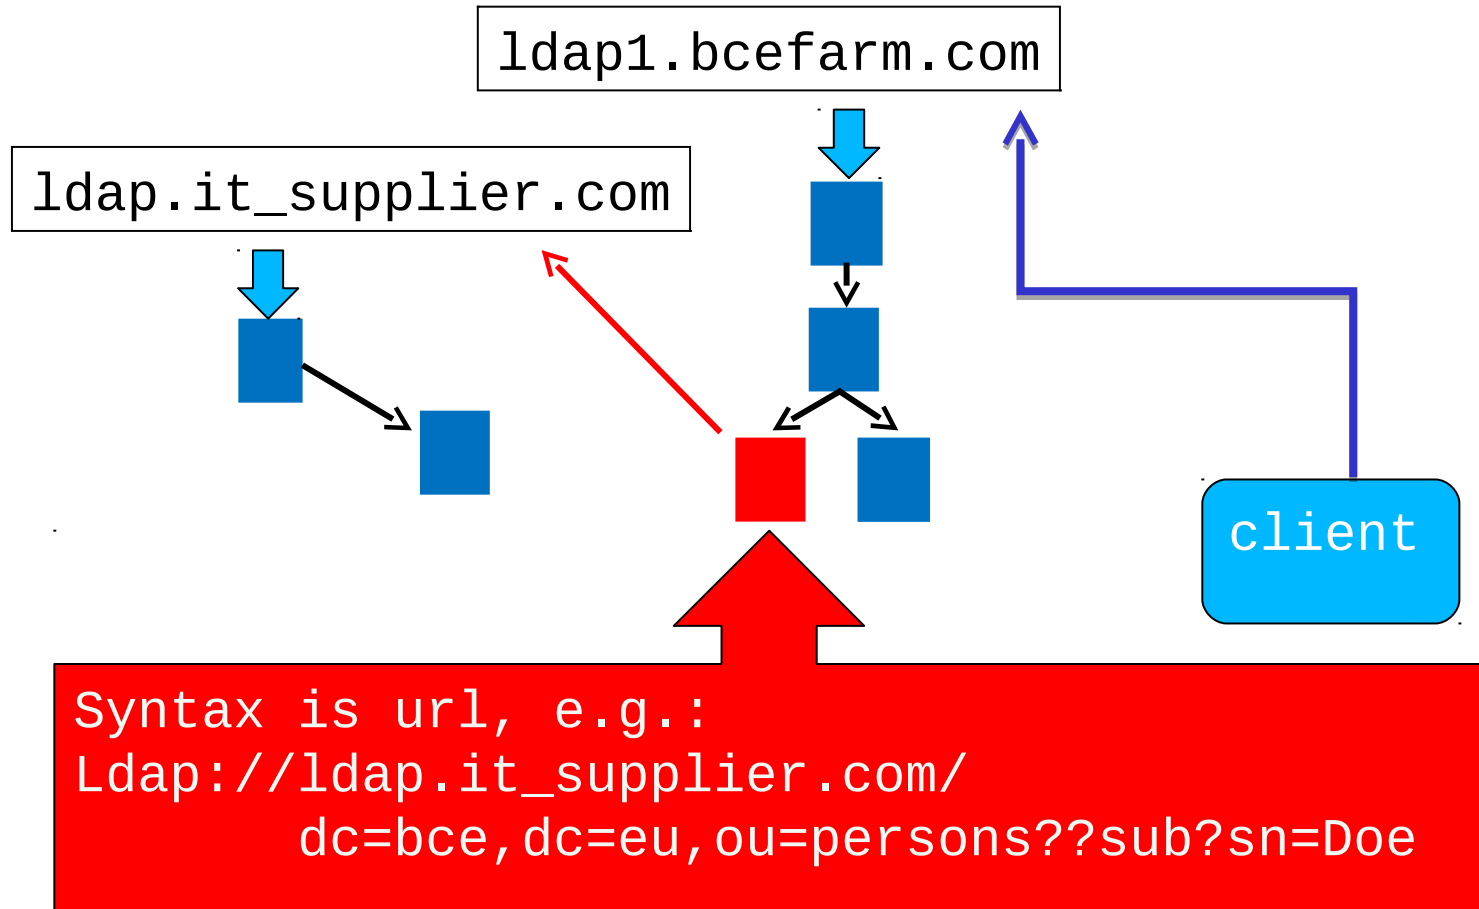 ldap1.bcefarm.com
ldap.it_supplier.com
client
Syntax is url, e.g.:
Ldap://ldap.it_supplier.com/
dc=bce,dc=eu,ou=persons??sub?sn=Doe